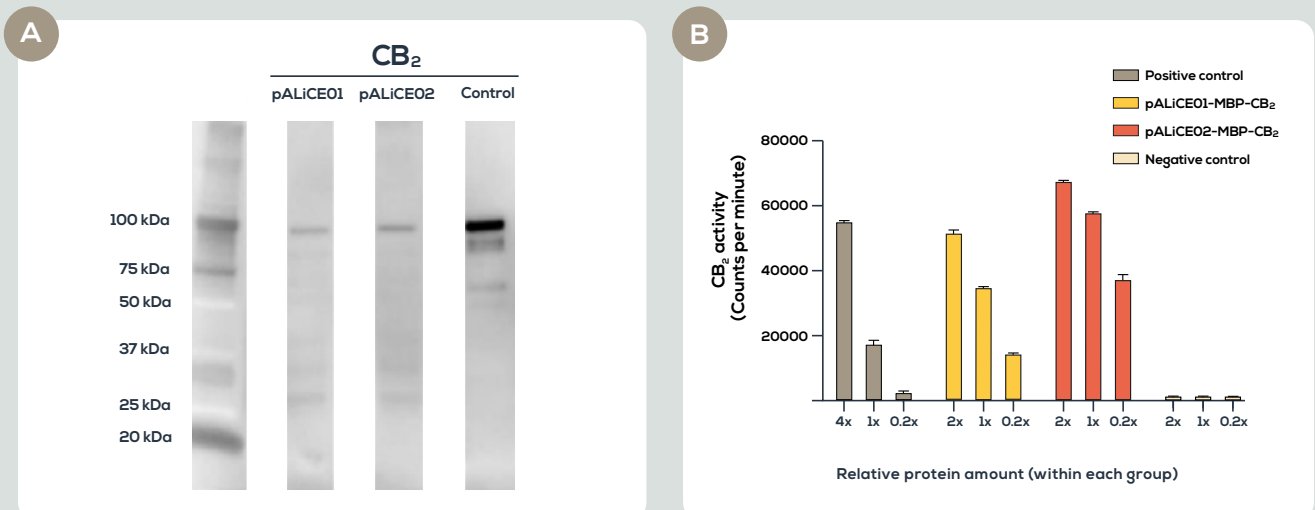 A
CB₂
pALiCE01 pALiCE02 Control
100 kDa
75 kDa
50 kDa
37 kDa
25 kDa
20 kDa
B
Positive control
pALiCE01-MBP-CB₂
pALiCE02-MBP-CB₂
Negative control
CB₂ activity
(Counts per minute)
80000
60000
40000
20000
4x 1x 0.2x 2x 1x 0.2x 2x 1x 0.2x 2x 1x 0.2x
Relative protein amount (within each group)